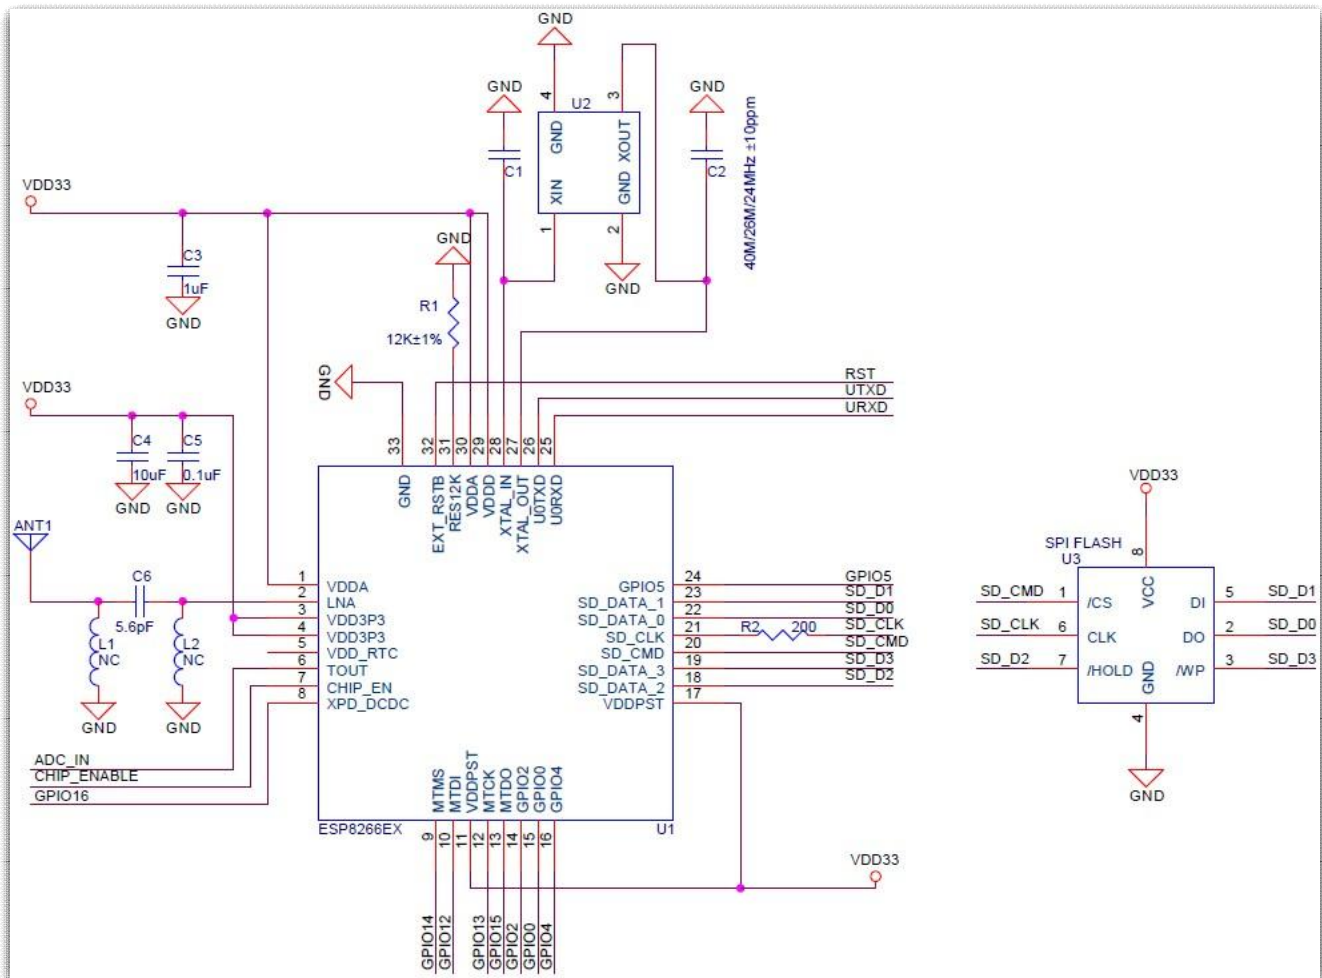 GND
GND
4
U2
3
GND
GND
XOUT
C1
C2
XIN
GND
40M/26M/24MHz ±10ppm
VDD33
1
2
GND
C3
1uF
GND
GND
R1
12K±1%
VDD33
GND
RST
UTXD
URXD
C4
C5
10uF
0.1uF
GND
GND
33
32
31
30
29
28
27
26
25
GND
EXT_RSTB
RES12K
VDDA
VDDD
XTAL_IN
XTAL_OUT
U0TXD
U0RXD
VDD33
ANT1
SPI FLASH
U3
8
C6
5.6pF
1 VDDA
2 LNA
3 VDD3P3
4 VDD3P3
5 VDD_RTC
6 TOUT
7 CHIP_EN
8 XPD_DCDC
GPIO5 24 GPIO5
SD_DATA_1 23 SD_D1
SD_DATA_0 22 SD_D0
SD_CLK 21 R2 200 SD_CLK
SD_CMD 20 SD_CMD
SD_DATA_3 19 SD_D3
SD_DATA_2 18 SD_D2
VDDPST 17
SD_CMD 1 /CS VCC DI 5 SD_D1
SD_CLK 6 CLK DO 2 SD_D0
SD_D2 7 /HOLD GND /WP 3 SD_D3
4
GND
L1
NC
L2
NC
GND
GND
ADC_IN
CHIP_ENABLE
GPIO16
MTMS
MTDI
VDDPST
MTCK
MTDO
GPIO2
GPIO0
GPIO4
ESP8266EX
U1
9
10
11
12
13
14
15
16
VDD33
GPIO14
GPIO12
GPIO13
GPIO15
GPIO2
GPIO0
GPIO4